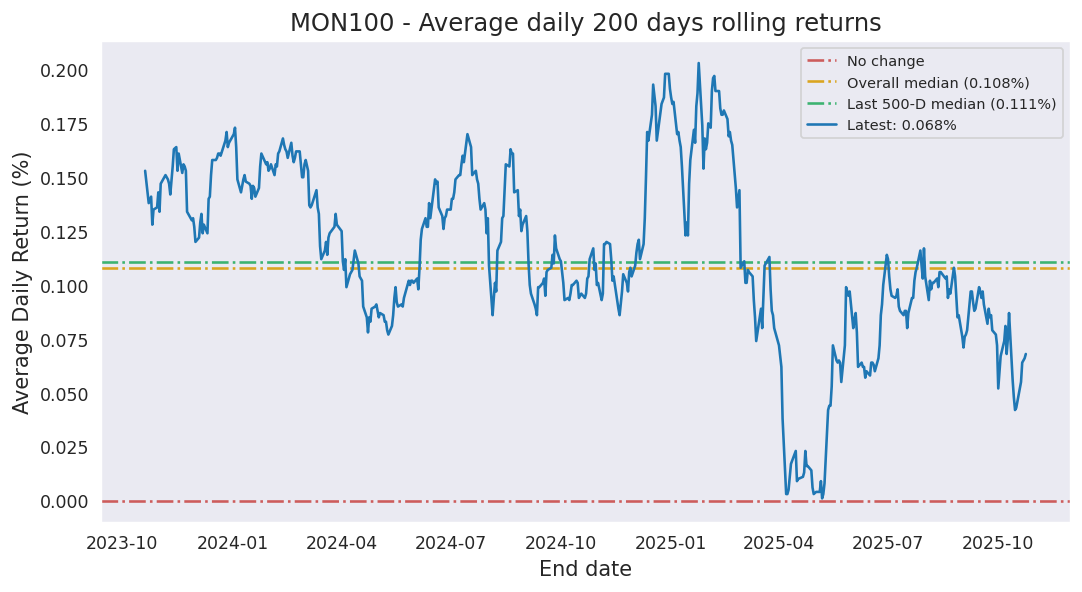 MON100 - Average daily 200 days rolling returns
No change
Overall median (0.108%)
Last 500-D median (0.111%)
Latest: 0.068%
Average Daily Return (%)
0.200
0.175
0.150
0.125
0.100
0.075
0.050
0.025
0.000
2023-10 2024-01 2024-04 2024-07 2024-10 2025-01 2025-04 2025-07 2025-10
End date